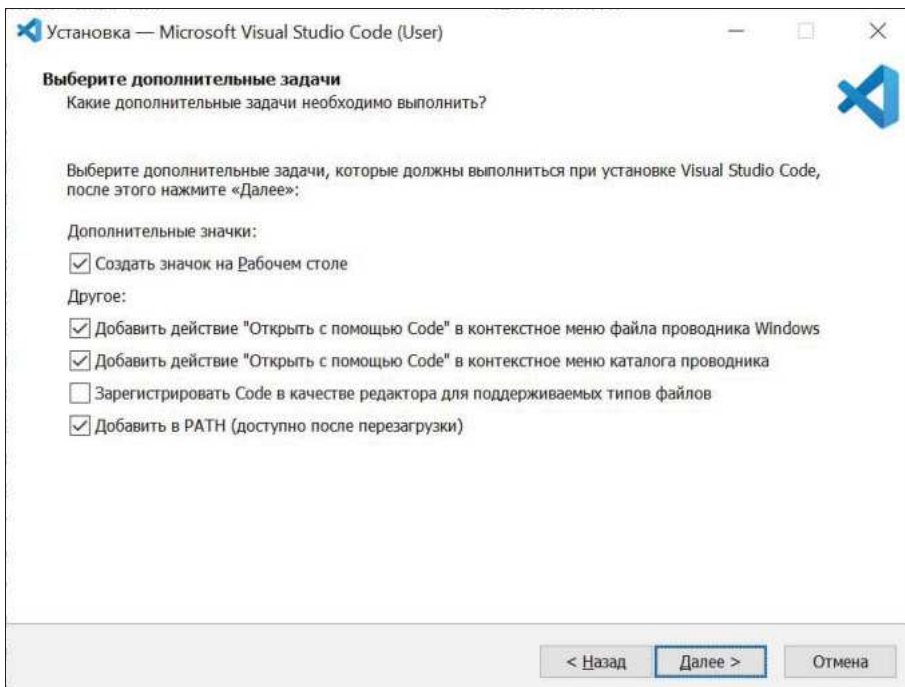 Установка — Microsoft Visual Studio Code (User)
Выберите дополнительные задачи
Какие дополнительные задачи необходимо выполнить?
Выберите дополнительные задачи, которые должны выполниться при установке Visual Studio Code,
после этого нажмите «Далее»:
Дополнительные значки:
Создать значок на Рабочем столе
Другое:
Добавить действие "Открыть с помощью Code" в контекстное меню файла проводника Windows
Добавить действие "Открыть с помощью Code" в контекстное меню каталога проводника
Зарегистрировать Code в качестве редактора для поддерживаемых типов файлов
Добавить в PATH (доступно после перезагрузки)
< Назад Далее > Отмена